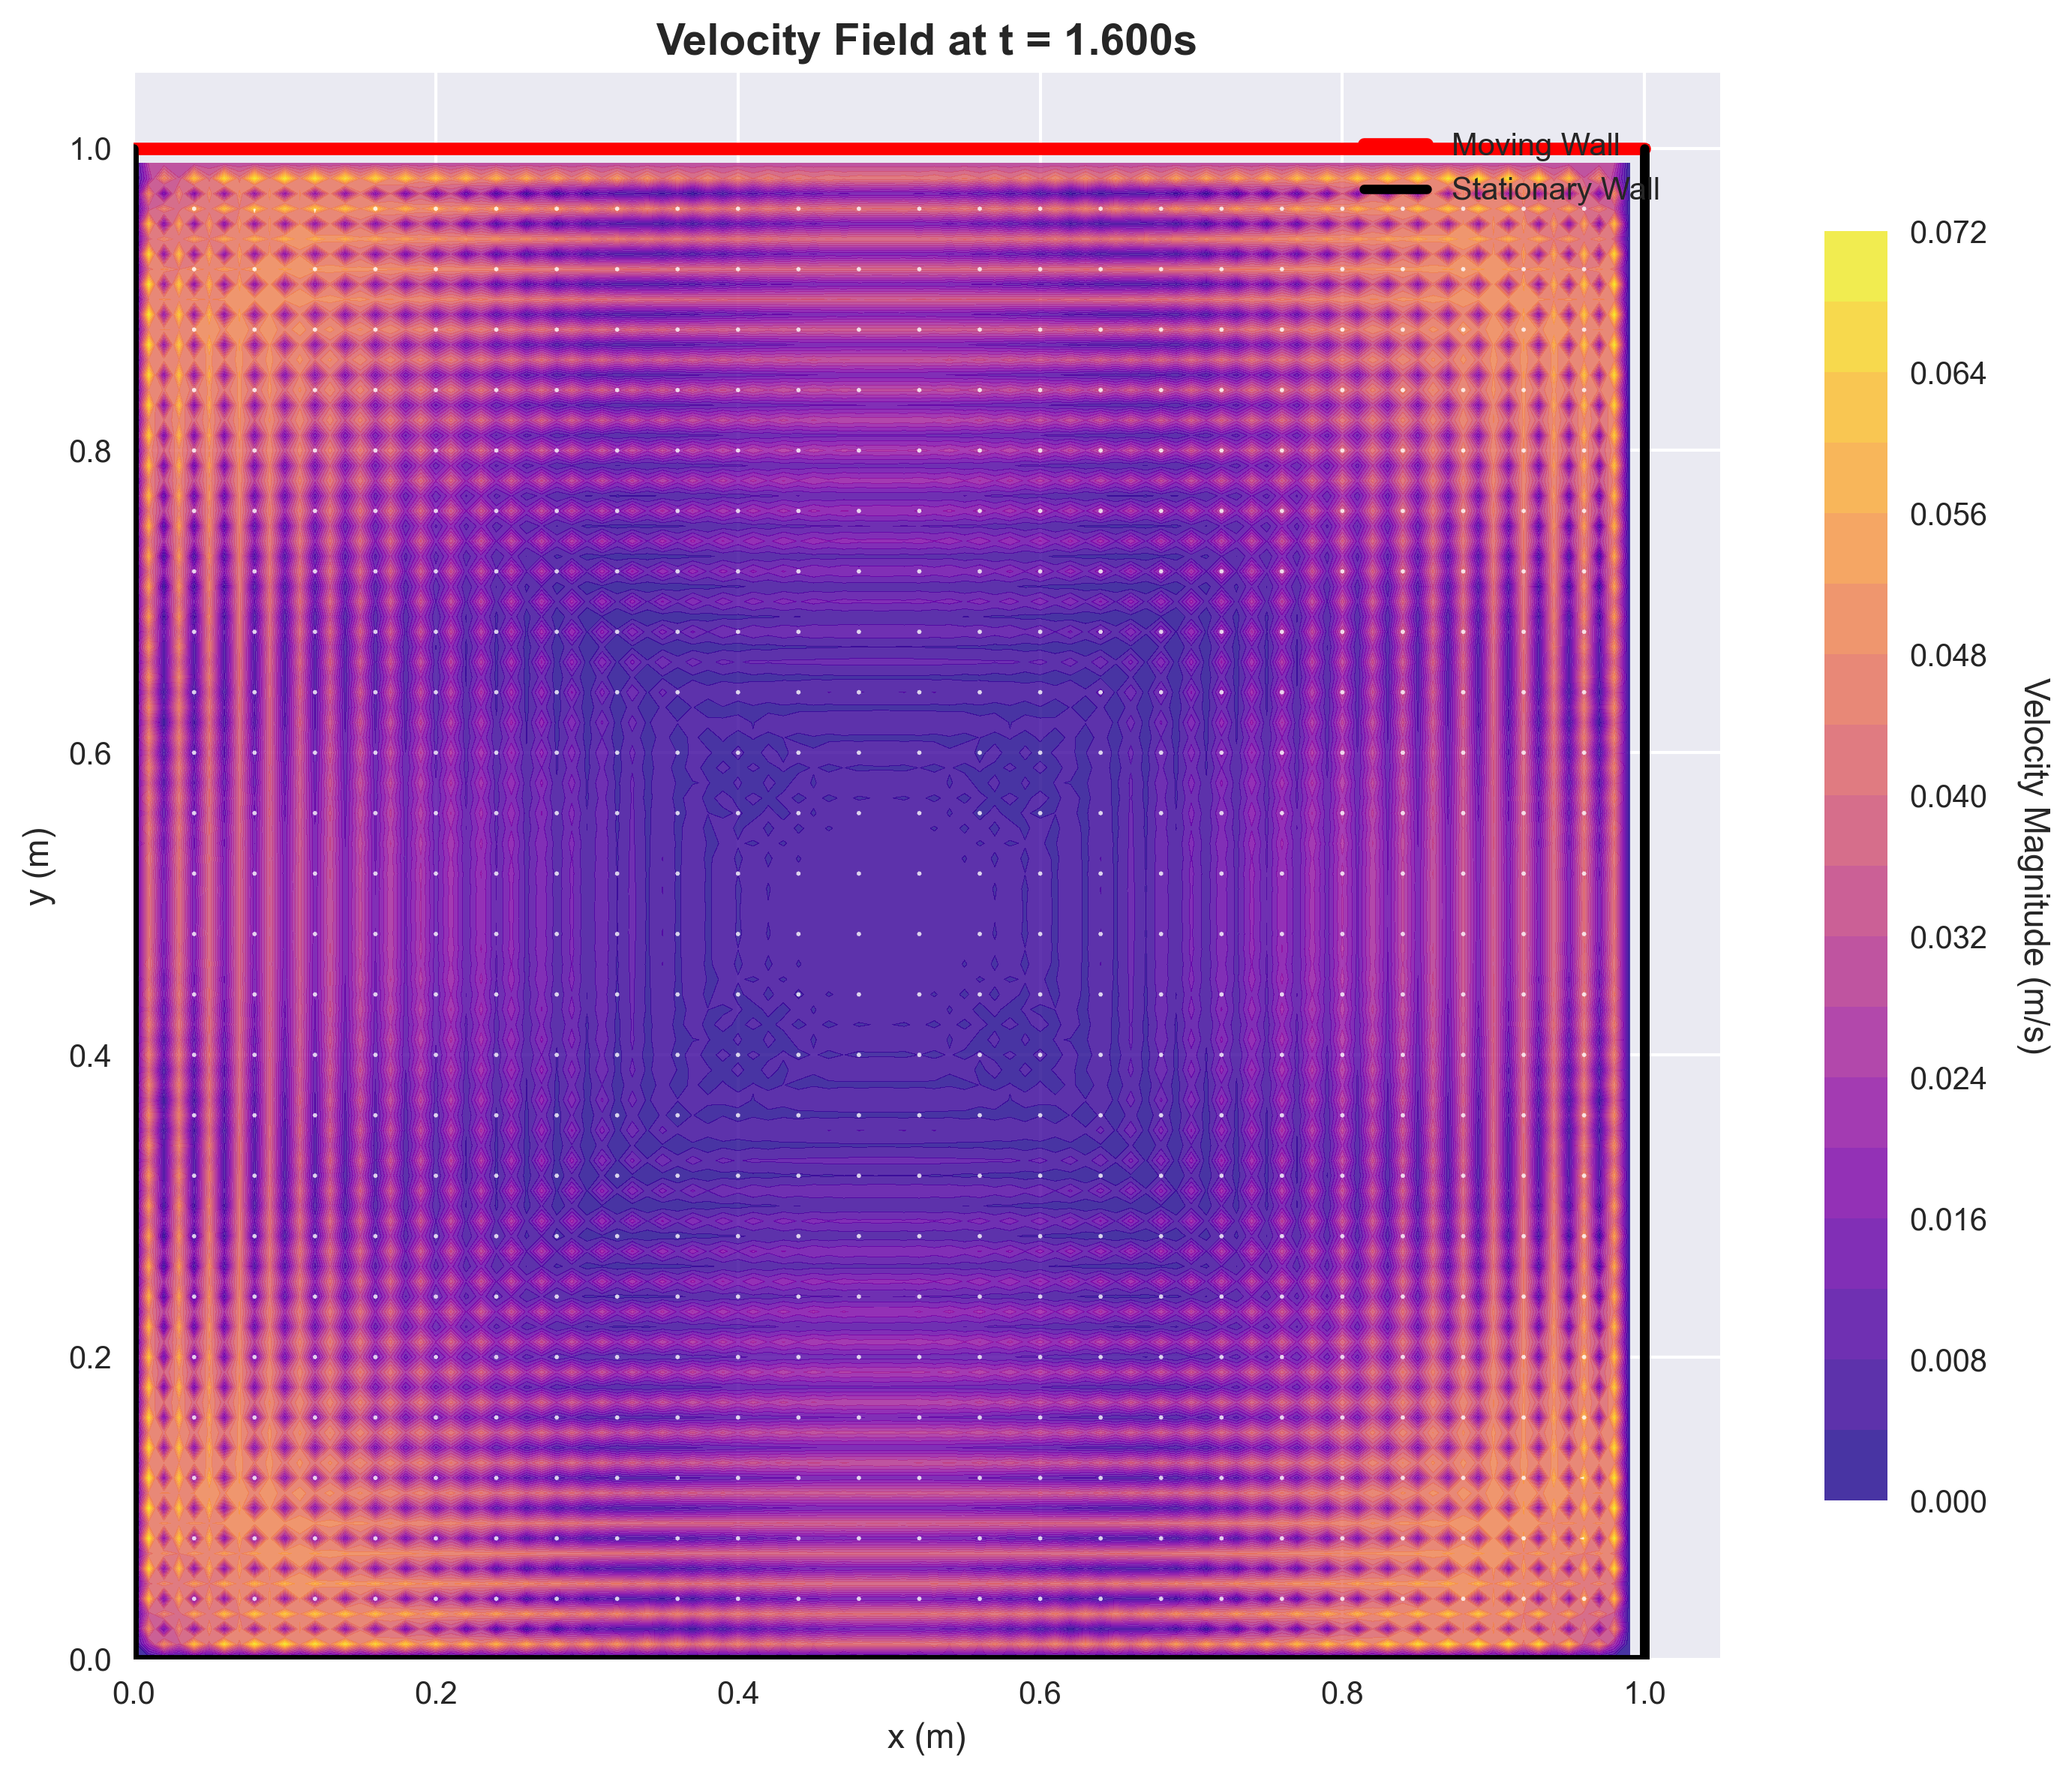 Velocity Field at t = 1.600s
Moving Wall
Stationary Wall
1.0
0.8
0.6
0.4
0.2
0.0
y (m)
0.0 0.2 0.4 0.6 0.8 1.0
x (m)
0.072
0.064
0.056
0.048
0.040
0.032
0.024
0.016
0.008
0.000
Velocity Magnitude (m/s)